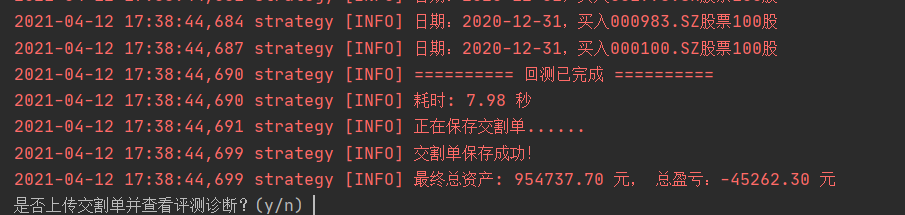 2021-04-12 17:38:44,684 strategy [INFO] 日期：2020-12-31，买入000983.SZ股票100股
2021-04-12 17:38:44,687 strategy [INFO] 日期：2020-12-31，买入000100.SZ股票100股
2021-04-12 17:38:44,690 strategy [INFO] ========== 回测已完成 ==========
2021-04-12 17:38:44,690 strategy [INFO] 耗时: 7.98 秒
2021-04-12 17:38:44,691 strategy [INFO] 正在保存交割单......
2021-04-12 17:38:44,699 strategy [INFO] 交割单保存成功!
2021-04-12 17:38:44,699 strategy [INFO] 最终总资产: 954737.70 元， 总盈亏:-45262.30 元
是否上传交割单并查看评测诊断？(y/n)